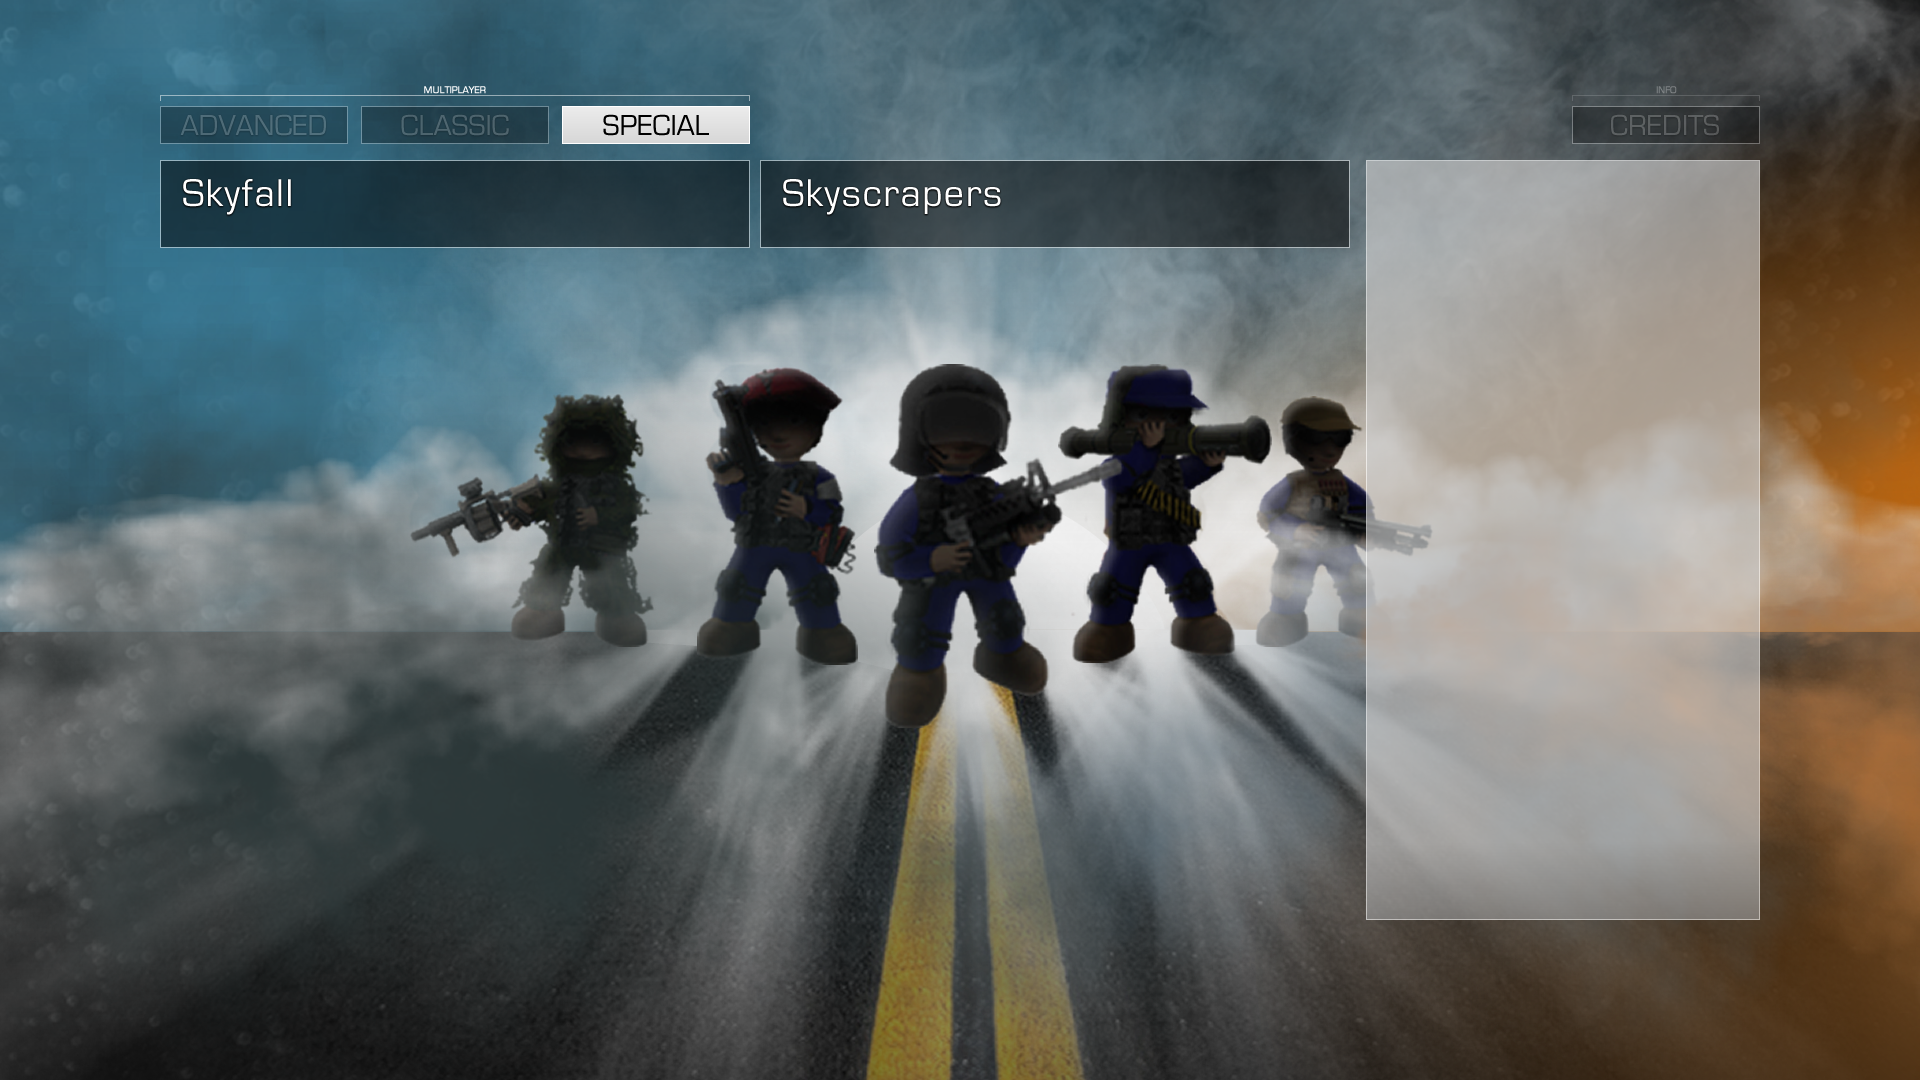 MULTIPLAYER
INFO
ADVANCED
CLASSIC
SPECIAL
CREDITS
Skyfall
Skyscrapers